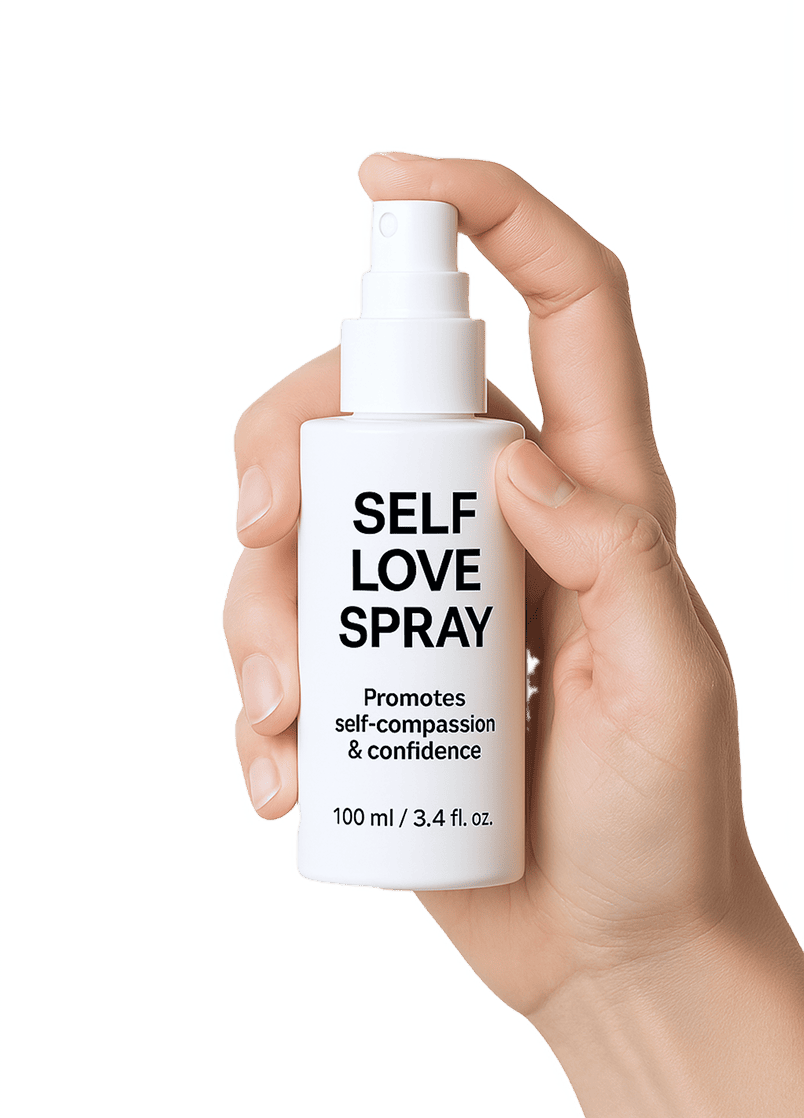 SELF
LOVE
SPRAY
Promotes
self-compassion
& confidence
100 ml / 3.4 fl. oz.